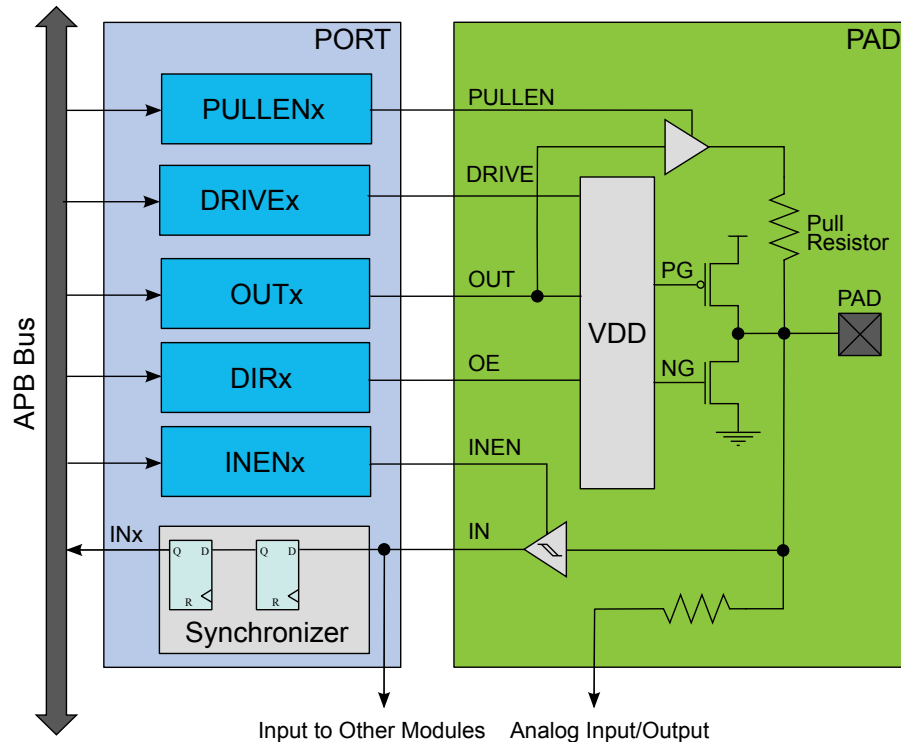 PORT
PAD
APB Bus
PULLENx
PULLEN
DRIVEx
DRIVE
Pull
Resistor
OUTx
OUT
PG
PAD
VDD
DIRx
OE
NG
INENx
INEN
INx
Q D
R
Q D
R
IN
Synchronizer
Input to Other Modules
Analog Input/Output